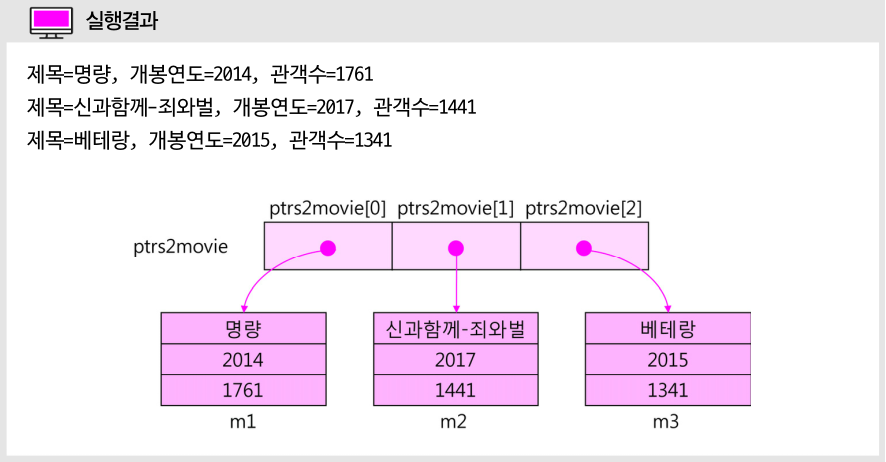 실행결과
제목=명량, 개봉연도=2014, 관객수=1761
제목=신과함께-죄와벌, 개봉연도=2017, 관객수=1441
제목=베테랑, 개봉연도=2015, 관객수=1341
ptrs2movie[0] ptrs2movie[1] ptrs2movie[2]
ptrs2movie
명량 신과함께-죄와벌 베테랑
2014 2017 2015
1761 1441 1341
m1 m2 m3